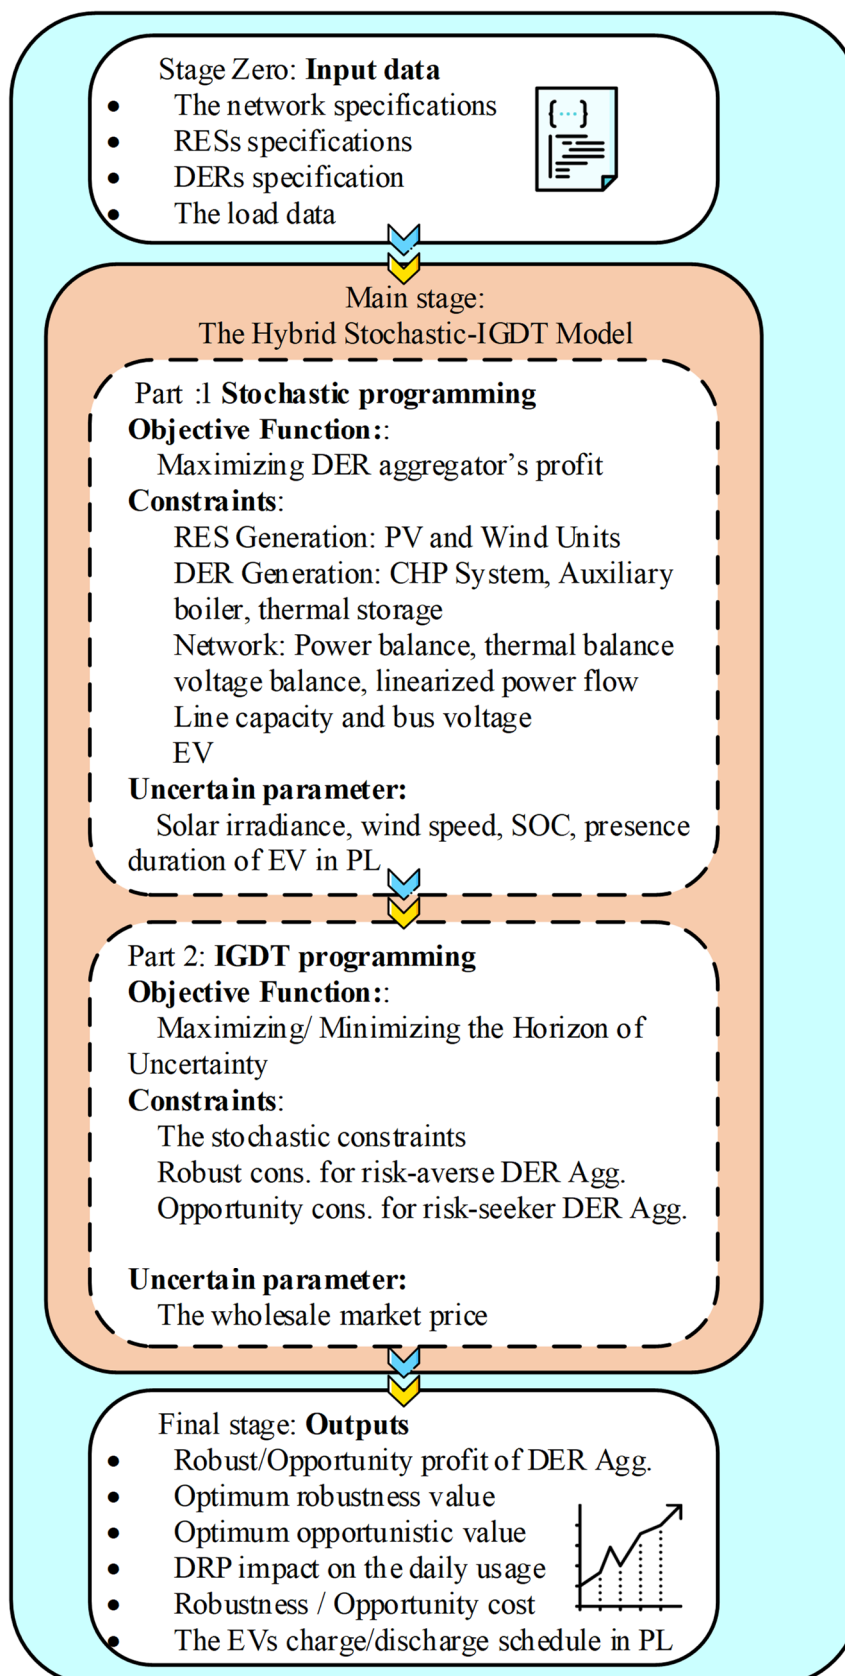 Stage Zero: Input data
• The network specifications
• RESs specifications
• DERs specification
• The load data
{...}
Main stage:
The Hybrid Stochastic-IGDT Model
Part :1 Stochastic programming
Objective Function::
Maximizing DER aggregator's profit
Constraints:
RES Generation: PV and Wind Units
DER Generation: CHP System, Auxiliary
boiler, thermal storage
Network: Power balance, thermal balance
voltage balance, linearized power flow
Line capacity and bus voltage
EV
Uncertain parameter:
Solar irradiance, wind speed, SOC, presence
duration of EV in PL
Part 2: IGDT programming
Objective Function::
Maximizing/ Minimizing the Horizon of
Uncertainty
Constraints:
The stochastic constraints
Robust cons. for risk-averse DER Agg.
Opportunity cons. for risk-seeker DER Agg.
Uncertain parameter:
The wholesale market price
Final stage: Outputs
• Robust/Opportunity profit of DER Agg.
• Optimum robustness value
• Optimum opportunistic value
• DRP impact on the daily usage
• Robustness / Opportunity cost
• The EVs charge/discharge schedule in PL